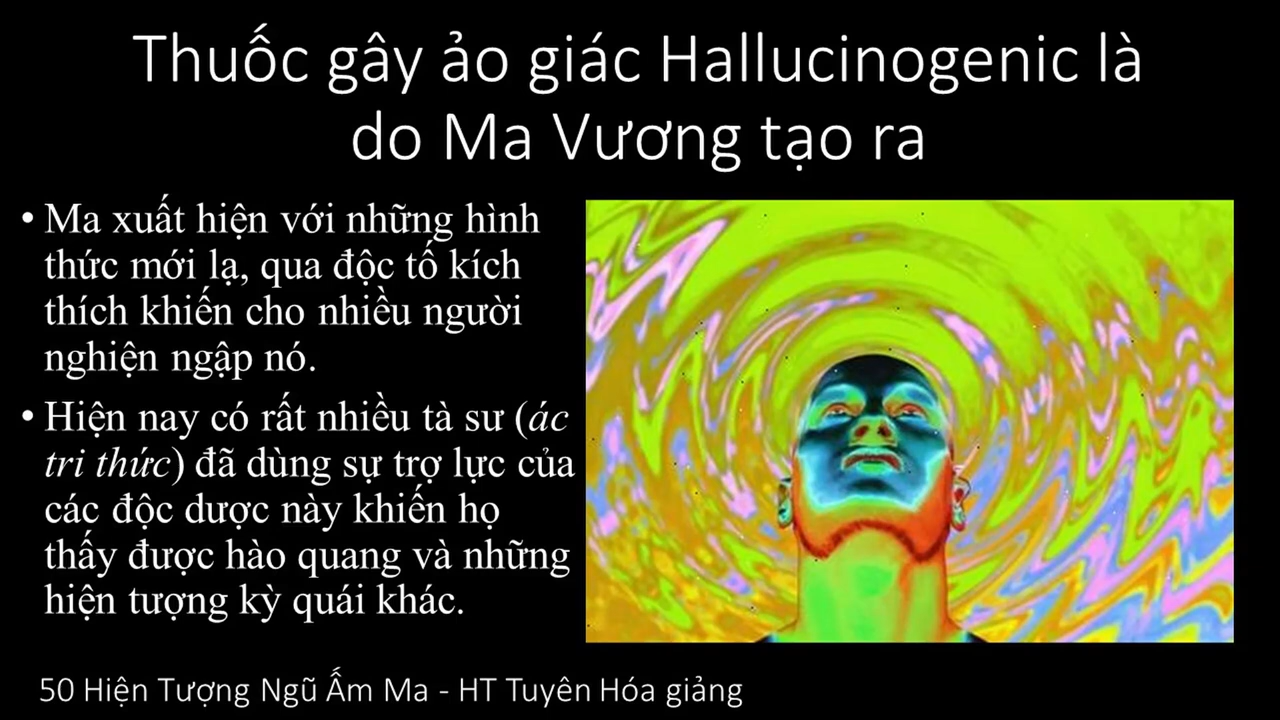 Thuốc gây ảo giác Hallucinogenic là
do Ma Vương tạo ra
• Ma xuất hiện với những hình
thức mới lạ, qua độc tố kích
thích khiến cho nhiều người
nghiện ngập nó.
• Hiện nay có rất nhiều tà sư (ác
tri thức) đã dùng sự trợ lực của
các độc dược này khiến họ
thấy được hào quang và những
hiện tượng kỳ quái khác.
50 Hiện Tượng Ngũ Ấm Ma - HT Tuyên Hóa giảng